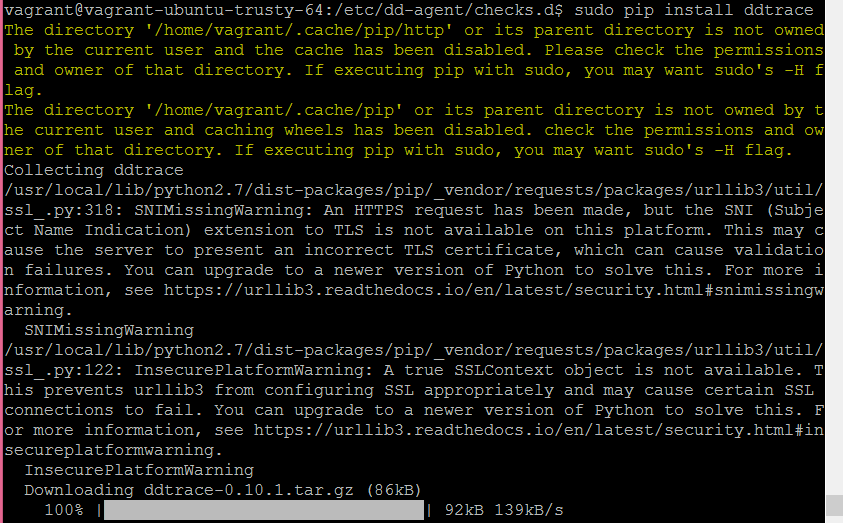 vagrant@vagrant-ubuntu-trusty-64:/etc/dd-agent/checks.d$ sudo pip install ddtrace
The directory '/home/vagrant/.cache/pip/http' or its parent directory is not owned
 by the current user and the cache has been disabled. Please check the permissions
 and owner of that directory. If executing pip with sudo, you may want sudo's -H f
lag.
The directory '/home/vagrant/.cache/pip' or its parent directory is not owned by t
he current user and caching wheels has been disabled. check the permissions and ow
ner of that directory. If executing pip with sudo, you may want sudo's -H flag.
Collecting ddtrace
/usr/local/lib/python2.7/dist-packages/pip/_vendor/requests/packages/urllib3/util/
ssl_.py:318: SNIMissingWarning: An HTTPS request has been made, but the SNI (Subje
ct Name Indication) extension to TLS is not available on this platform. This may c
ause the server to present an incorrect TLS certificate, which can cause validatio
n failures. You can upgrade to a newer version of Python to solve this. For more i
nformation, see https://urllib3.readthedocs.io/en/latest/security.html#snimissingw
arning.
  SNIMissingWarning
/usr/local/lib/python2.7/dist-packages/pip/_vendor/requests/packages/urllib3/util/
ssl_.py:122: InsecurePlatformWarning: A true SSLContext object is not available. T
his prevents urllib3 from configuring SSL appropriately and may cause certain SSL
connections to fail. You can upgrade to a newer version of Python to solve this. F
or more information, see https://urllib3.readthedocs.io/en/latest/security.html#in
secureplatformwarning.
  InsecurePlatformWarning
  Downloading ddtrace-0.10.1.tar.gz (86kB)
    100% |████████████████████████████████| 92kB 139kB/s